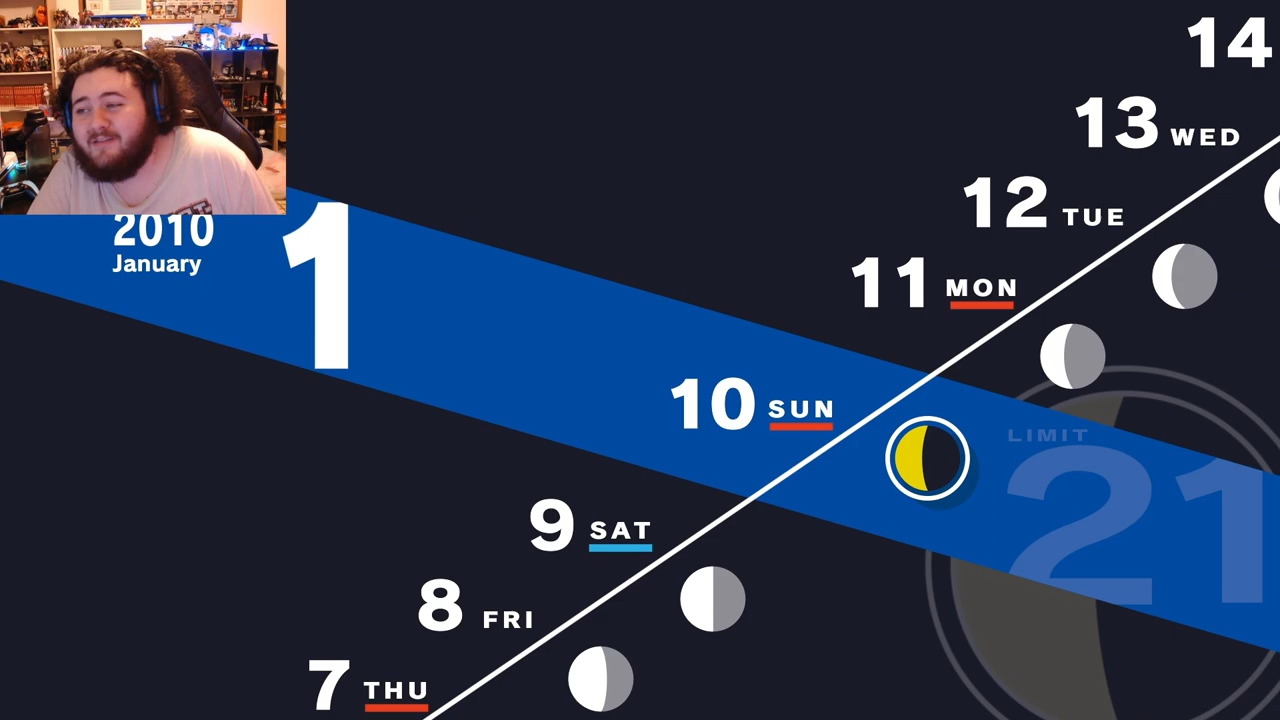 14
13 WED
12 TUE
11 MON
2010
January
1
10 SUN
LIMIT
21
9 SAT
8 FRI
7 THU